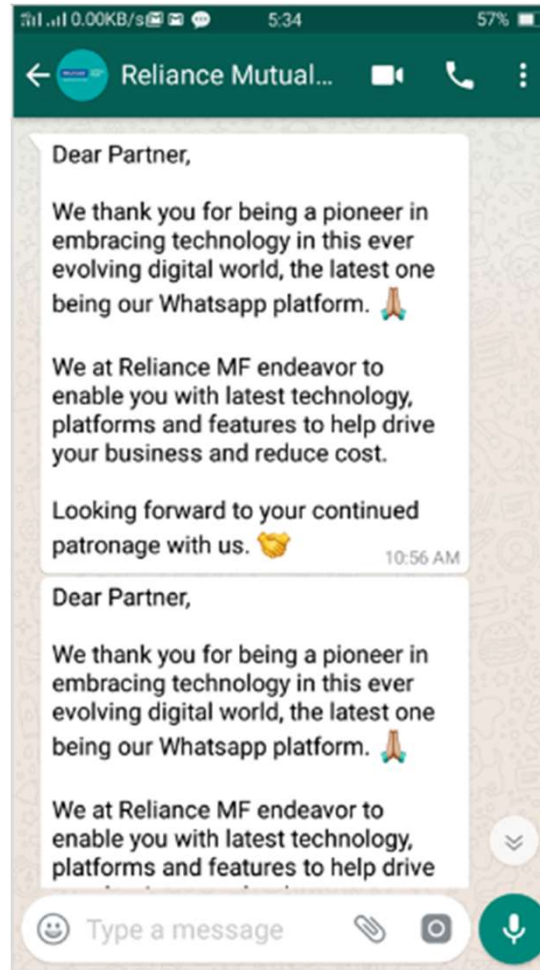 0.00KB/s 5:34 57%
Reliance Mutual...
Dear Partner,
We thank you for being a pioneer in
embracing technology in this ever
evolving digital world, the latest one
being our Whatsapp platform. 🙏
We at Reliance MF endeavor to
enable you with latest technology,
platforms and features to help drive
your business and reduce cost.
Looking forward to your continued
patronage with us. 🤝
10:56 AM
Dear Partner,
We thank you for being a pioneer in
embracing technology in this ever
evolving digital world, the latest one
being our Whatsapp platform. 🙏
We at Reliance MF endeavor to
enable you with latest technology,
platforms and features to help drive
Type a message